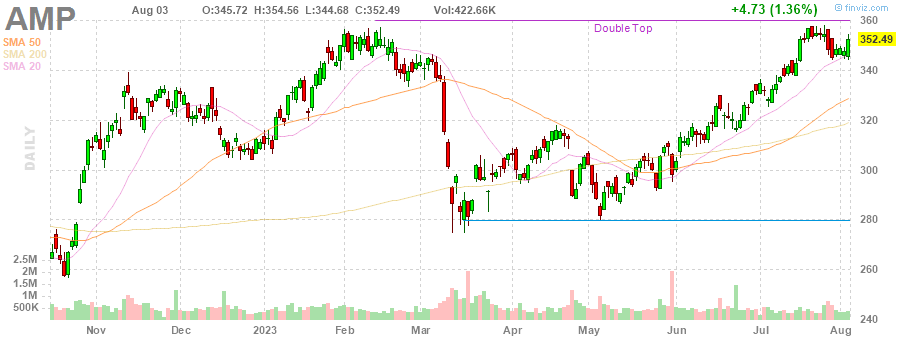 AMP Aug 03 O:345.72 H:354.56 L:344.68 C:352.49 Vol:422.66K +4.73 (1.36%) finviz.com
SMA 50
SMA 200
SMA 20
DAILY
Double Top
360
352.49
340
320
300
280
260
240
2.5M
2M
1.5M
1M
500K
Nov Dec 2023 Feb Mar Apr May Jun Jul Aug